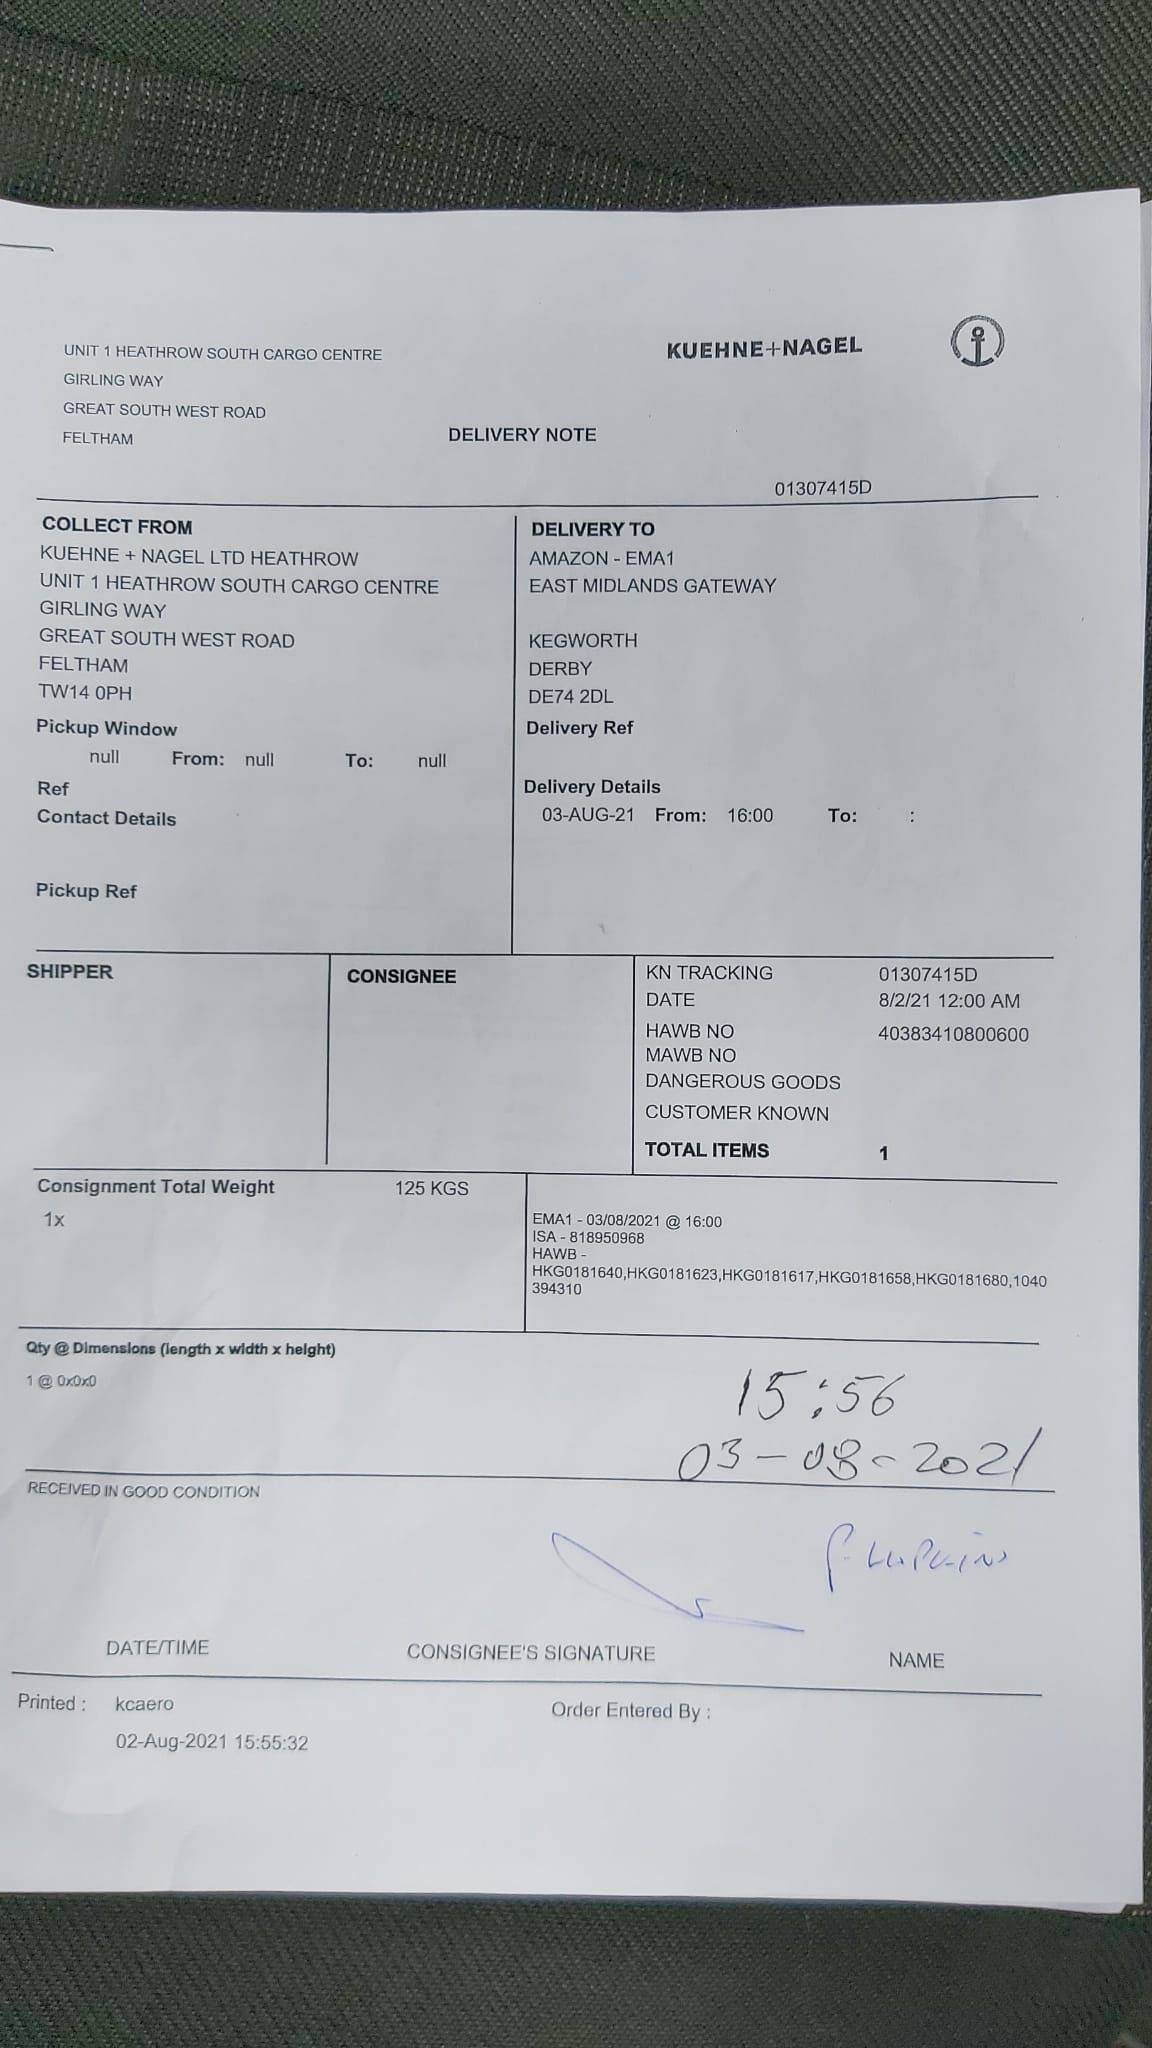 UNIT 1 HEATHROW SOUTH CARGO CENTRE
GIRLING WAY
GREAT SOUTH WEST ROAD
FELTHAM
KUEHNE+NAGEL
DELIVERY NOTE
01307415D
COLLECT FROM
KUEHNE + NAGEL LTD HEATHROW
UNIT 1 HEATHROW SOUTH CARGO CENTRE
GIRLING WAY
GREAT SOUTH WEST ROAD
FELTHAM
TW14 0PH
Pickup Window
null From: null To: null
Ref
Contact Details
Pickup Ref
DELIVERY TO
AMAZON - EMA1
EAST MIDLANDS GATEWAY
KEGWORTH
DERBY
DE74 2DL
Delivery Ref
Delivery Details
03-AUG-21 From: 16:00 To: :
SHIPPER
CONSIGNEE
KN TRACKING 01307415D
DATE 8/2/21 12:00 AM
HAWB NO 40383410800600
MAWB NO
DANGEROUS GOODS
CUSTOMER KNOWN
TOTAL ITEMS 1
Consignment Total Weight 125 KGS
1x
EMA1 - 03/08/2021 @ 16:00
ISA - 818950968
HAWB -
HKG0181640,HKG0181623,HKG0181617,HKG0181658,HKG0181680,1040
394310
Qty @ Dimensions (length x width x height)
1 @ 0x0x0
15:56
03-08-2021
RECEIVED IN GOOD CONDITION
DATE/TIME CONSIGNEE'S SIGNATURE NAME
Printed : kcaero
02-Aug-2021 15:55:32
Order Entered By :